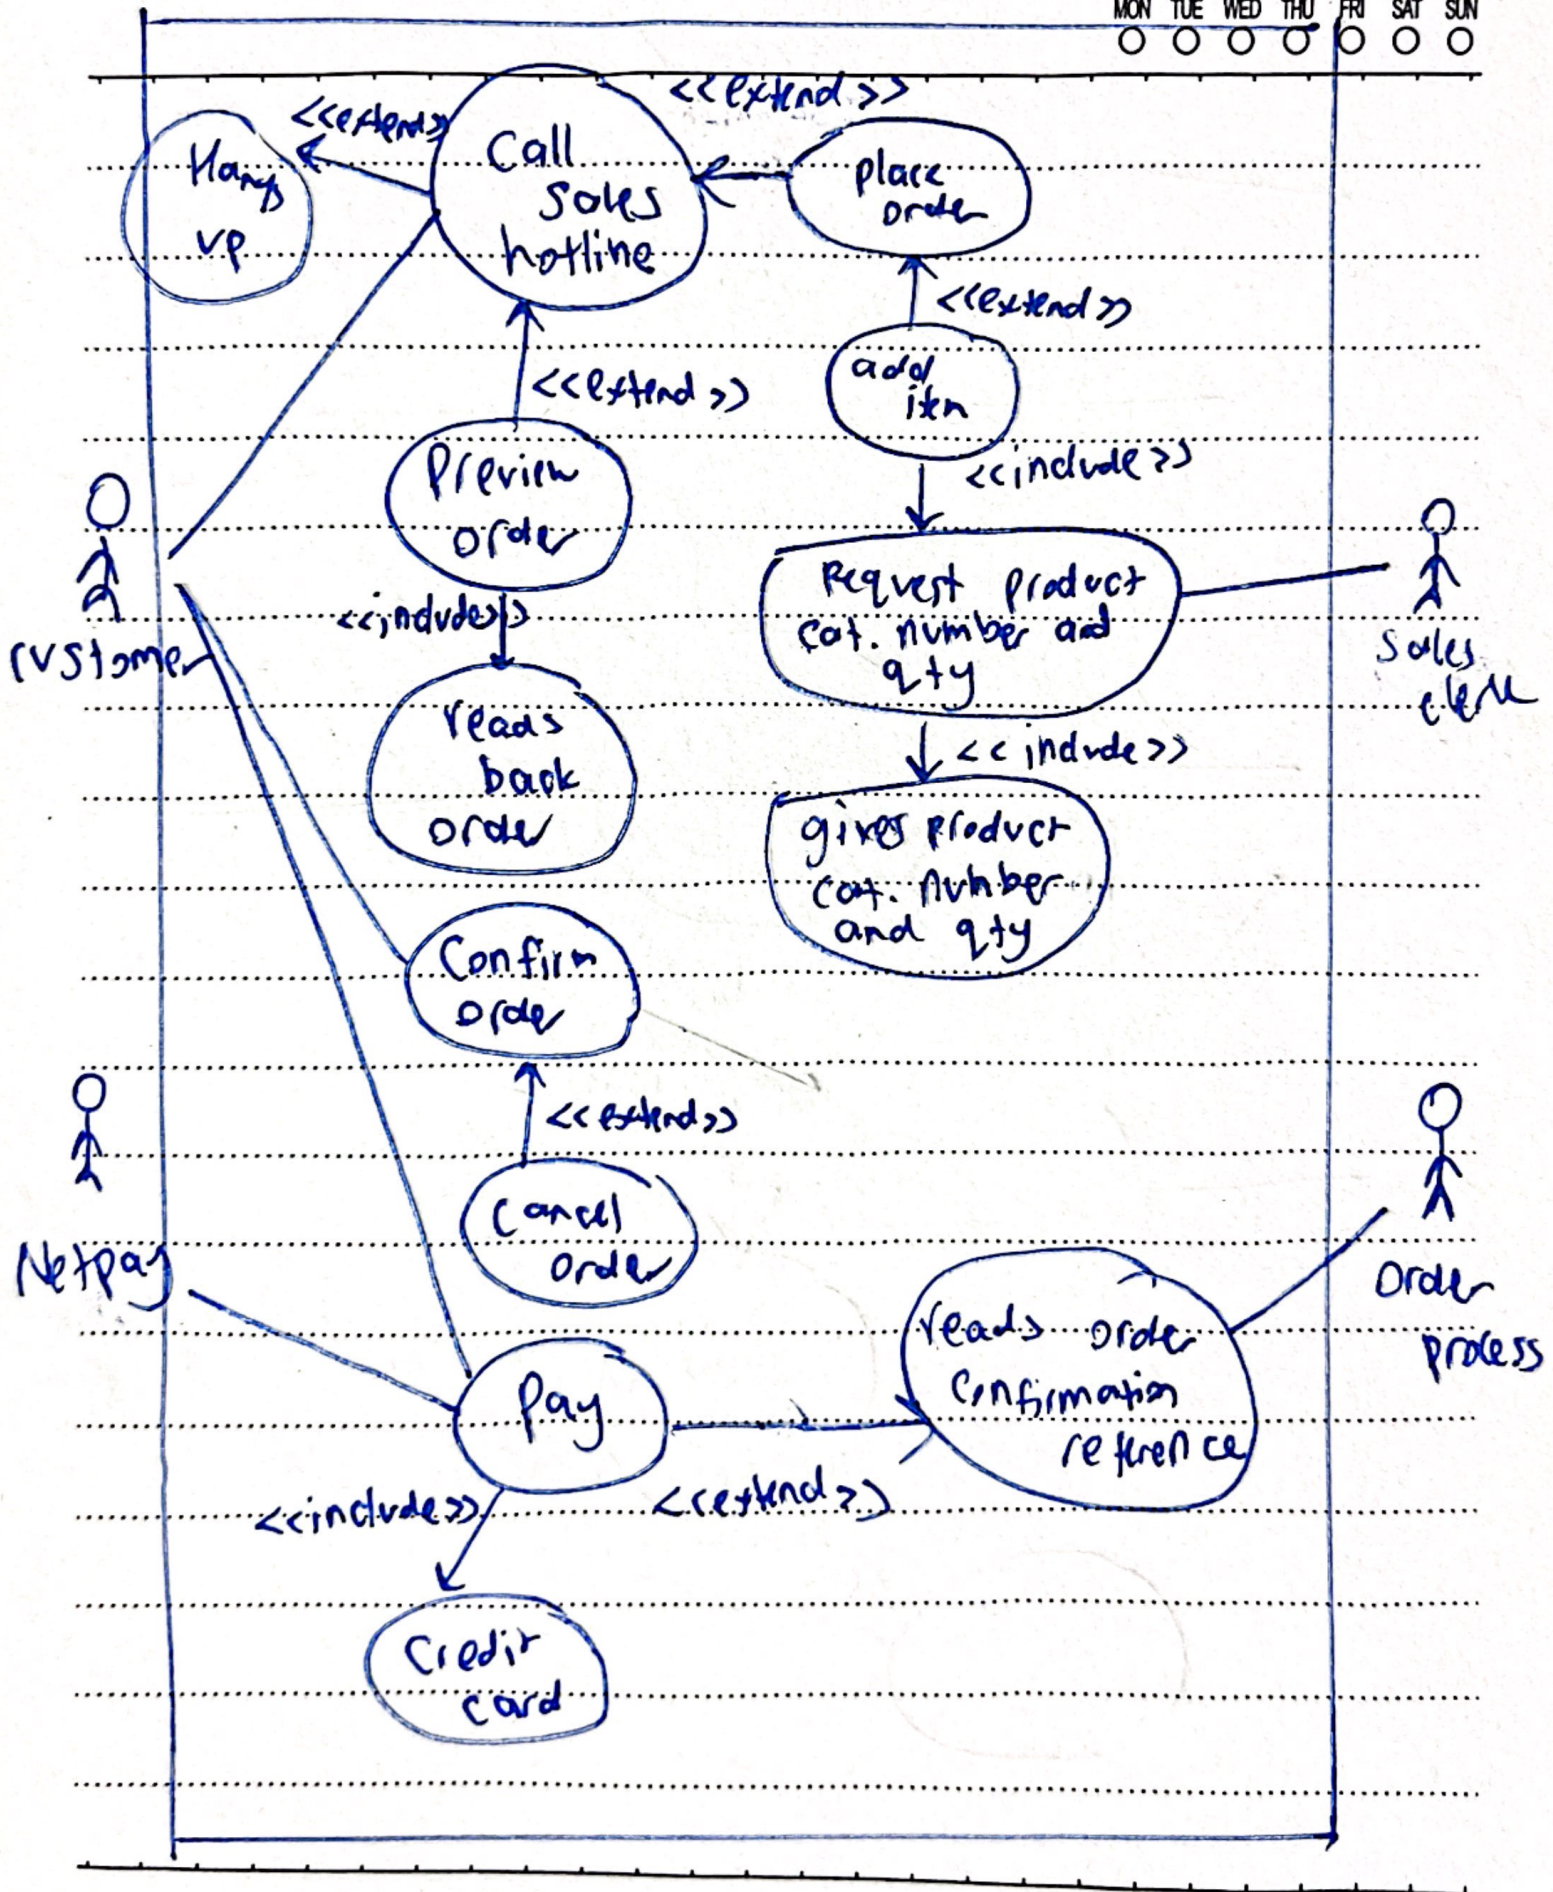 MON TUE WED THU FRI SAT SUN
<<extend>>
<<extend>>
Hangs
up
Call
Sales
hotline
place
order
<<extend>>
add
item
<<extend>>
Preview
order
<<include>>
Request product
cat. number and
qty
Sales
clerk
customer
<<include>>
reads
back
order
<<include>>
gives product
cat. number
and qty
Confirm
order
<<extend>>
Cancel
order
Netpay
Pay
reads order
confirmation
reference
Order
process
<<include>>
<<extend>>
Credit
card